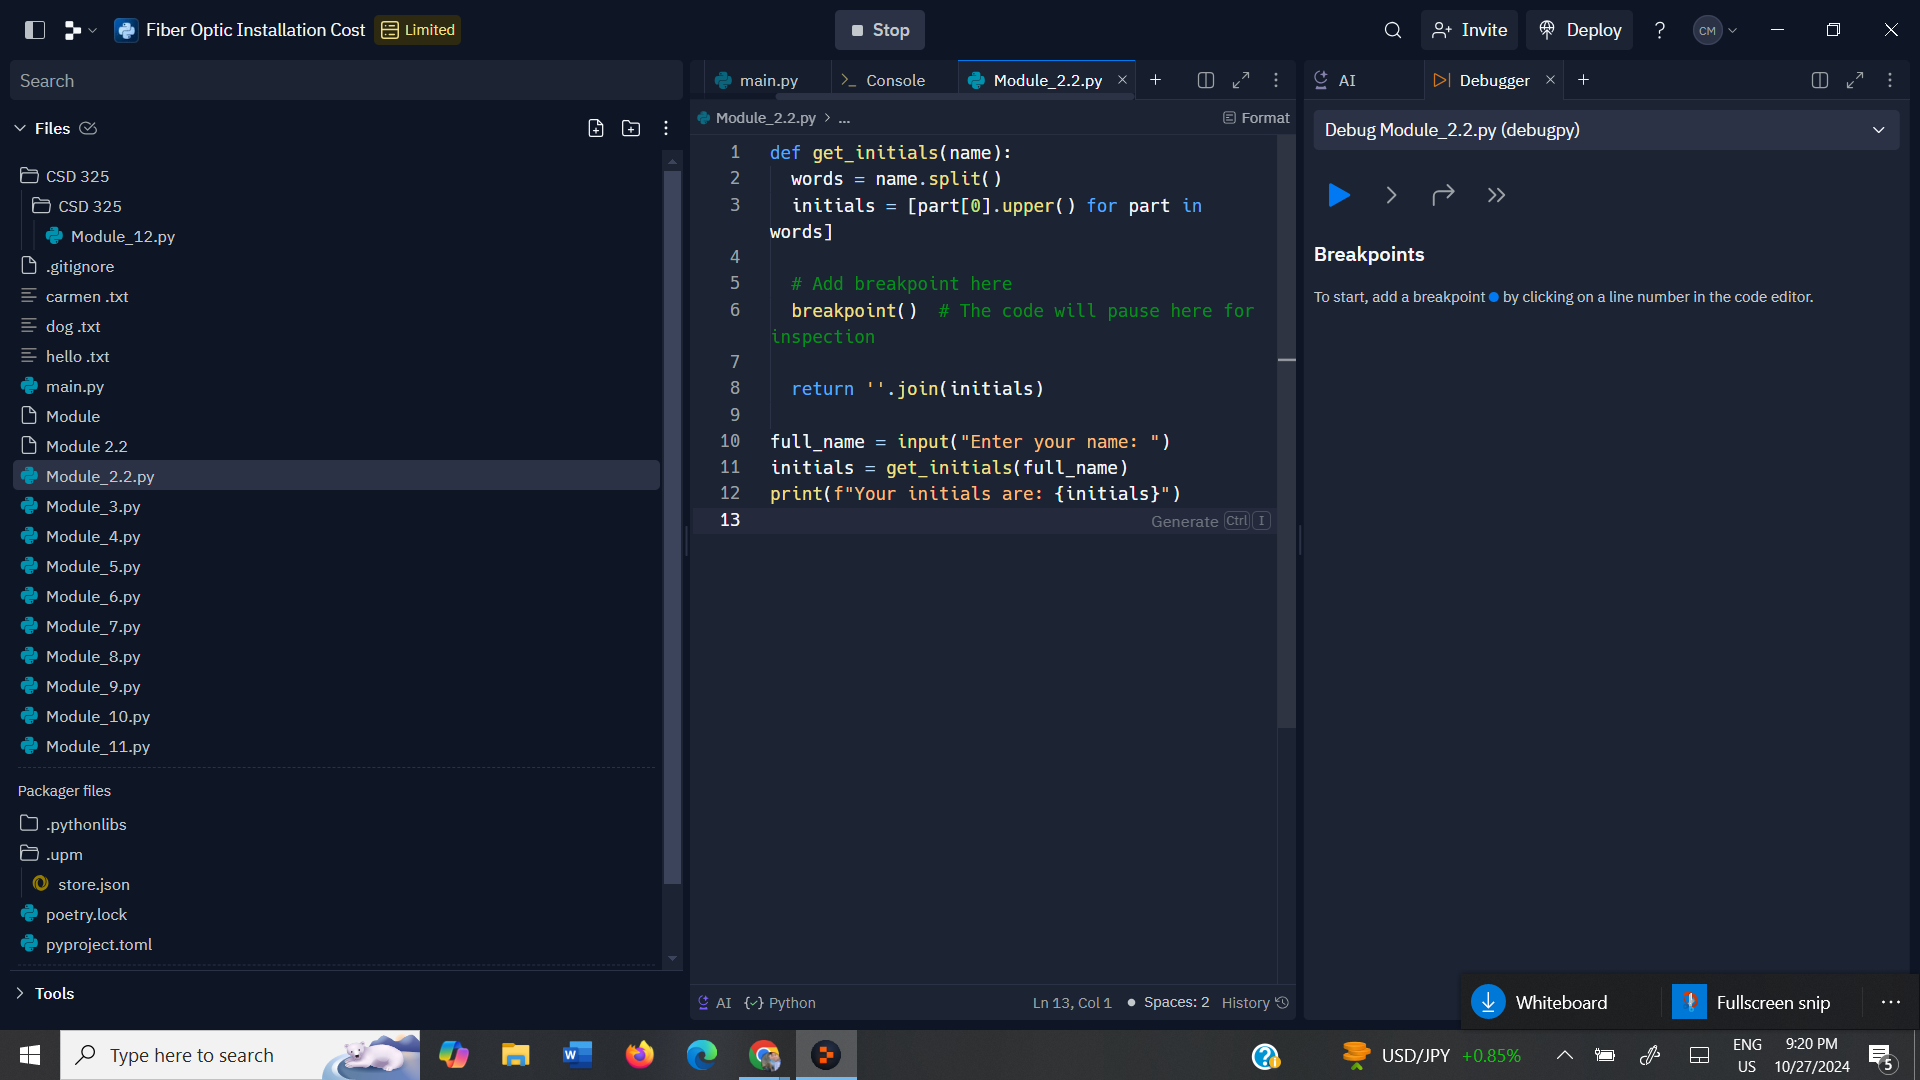 Fiber Optic Installation Cost
Limited
Stop
Invite
Deploy
?
CM
Search
Files
CSD 325
CSD 325
Module_12.py
.gitignore
carmen .txt
dog .txt
hello .txt
main.py
Module
Module 2.2
Module_2.2.py
Module_3.py
Module_4.py
Module_5.py
Module_6.py
Module_7.py
Module_8.py
Module_9.py
Module_10.py
Module_11.py
Packager files
.pythonlibs
.upm
store.json
poetry.lock
pyproject.toml
Tools
main.py
Console
Module_2.2.py
Module_2.2.py > ...
Format
1 def get_initials(name):
2 words = name.split()
3 initials = [part[0].upper() for part in
words]
4
5 # Add breakpoint here
6 breakpoint()  # The code will pause here for
inspection
7
8 return ''.join(initials)
9
10 full_name = input("Enter your name: ")
11 initials = get_initials(full_name)
12 print(f"Your initials are: {initials}")
13
Generate Ctrl I
AI
Python
Ln 13, Col 1
Spaces: 2
History
AI
Debugger
Debug Module_2.2.py (debugpy)
Breakpoints
To start, add a breakpoint by clicking on a line number in the code editor.
Whiteboard
Fullscreen snip
Type here to search
USD/JPY +0.85%
ENG
US
9:20 PM
10/27/2024
5